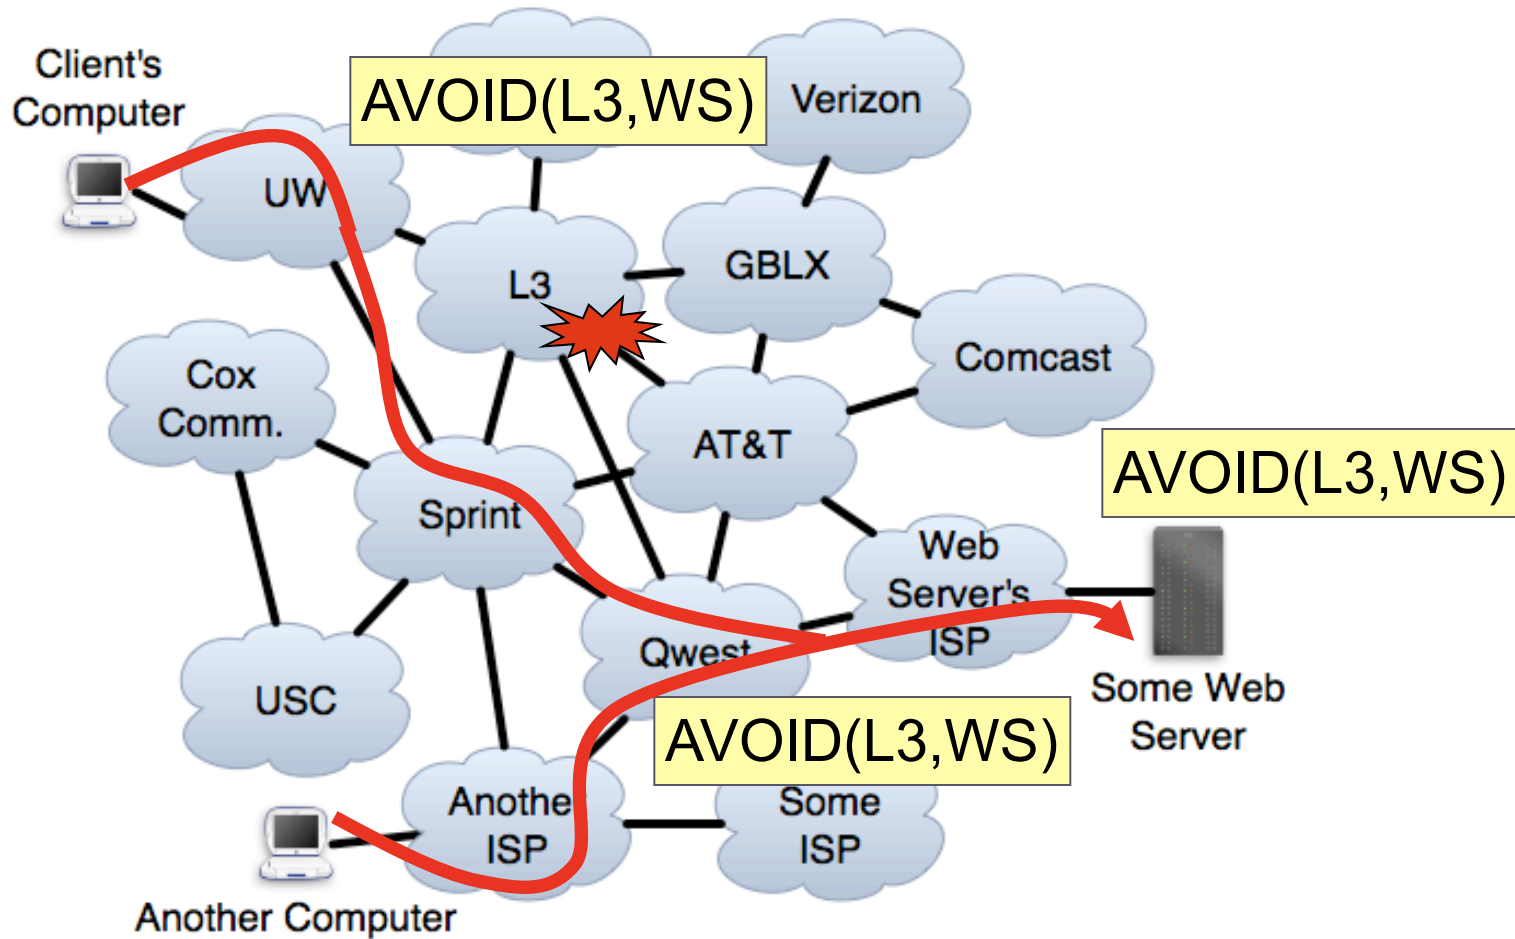 Client's
Computer
AVOID(L3,WS)
Verizon
UW
L3
GBLX
Comcast
Cox
Comm.
AT&T
AVOID(L3,WS)
Sprint
Web
Server's
ISP
Qwest
USC
Some Web
Server
AVOID(L3,WS)
Anothe
ISP
Some
ISP
Another Computer